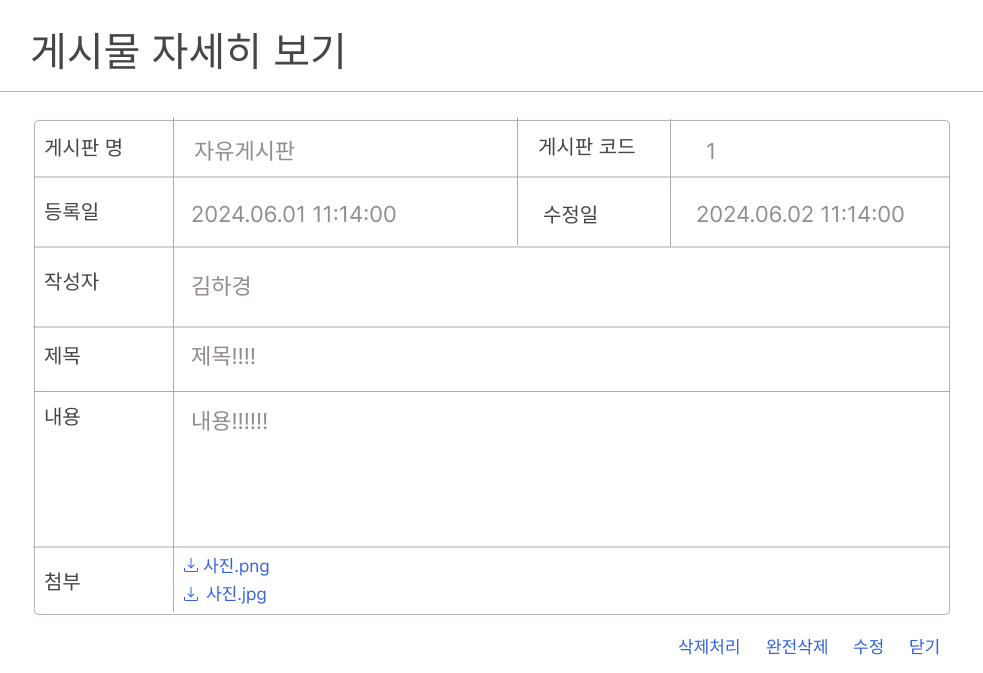 게시물 자세히 보기
게시판 명 자유게시판 게시판 코드 1
등록일 2024.06.01 11:14:00 수정일 2024.06.02 11:14:00
작성자 김하경
제목 제목!!!!
내용 내용!!!!!!
첨부 사진.png
사진.jpg
삭제처리 완전삭제 수정 닫기